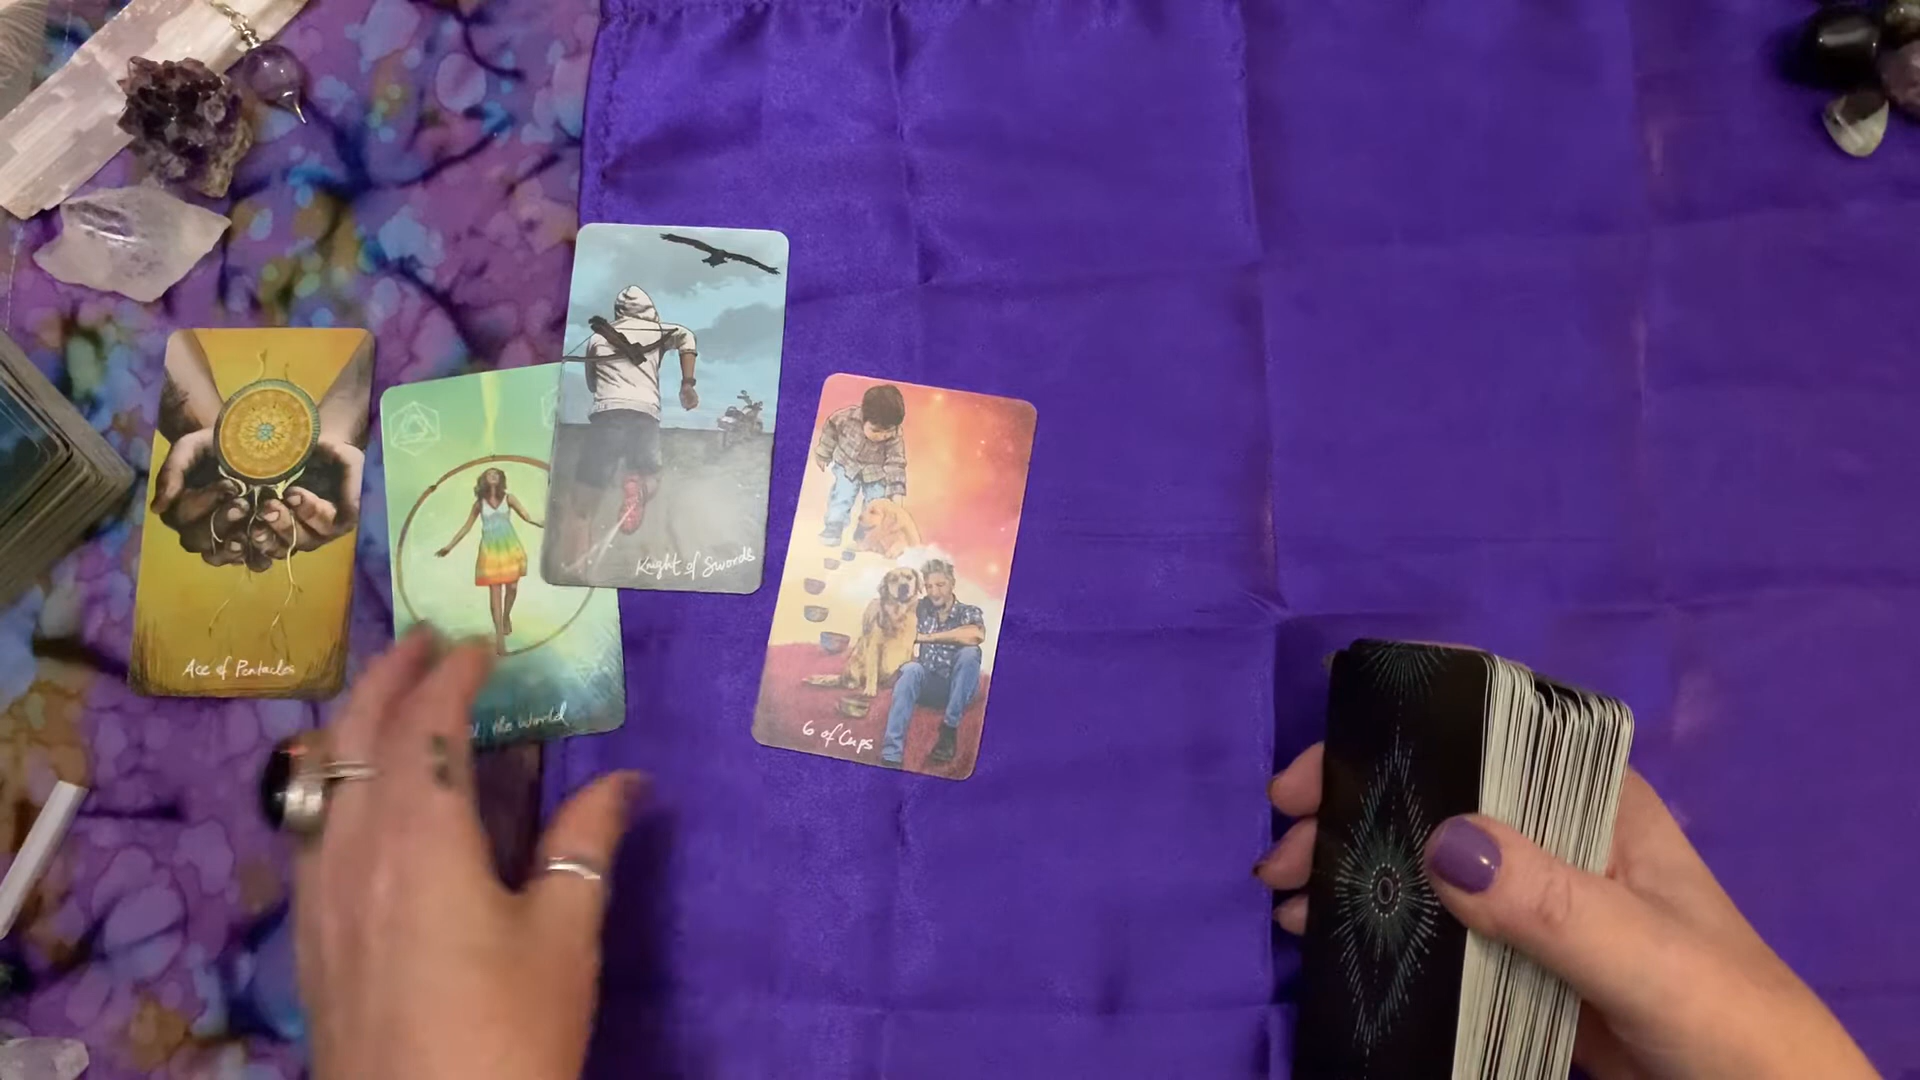 Ace of Pentacles
the World
Knight of Swords
6 of Cups